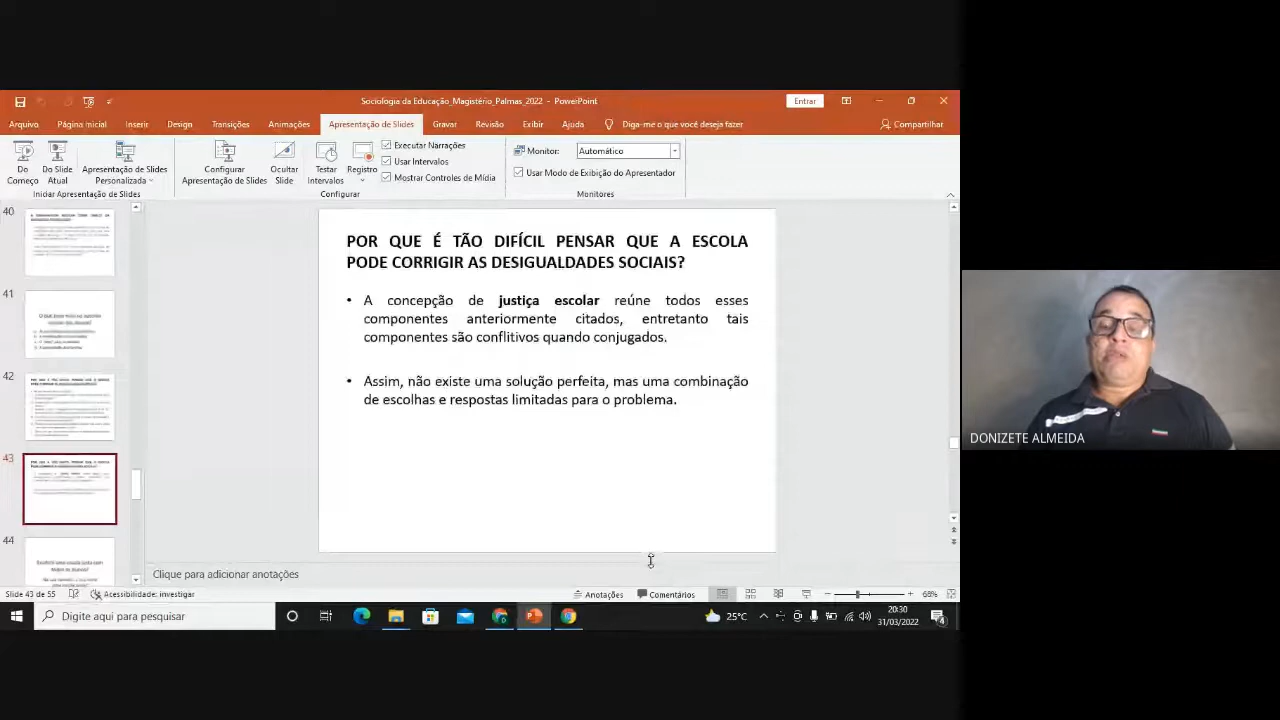 Sociologia da Educação_Magistério_Palmas_2022 - PowerPoint
Entrar
Arquivo Página Inicial Inserir Design Transições Animações Apresentação de Slides Gravar Revisão Exibir Ajuda Diga-me o que você deseja fazer Compartilhar
Do Começo
Do Slide Atual
Apresentação de Slides Personalizada
Iniciar Apresentação de Slides
Configurar Apresentação de Slides
Ocultar Slide
Testar Intervalos
Registro
Executar Narrações
Usar Intervalos
Mostrar Controles de Mídia
Configurar
Monitor: Automático
Usar Modo de Exibição do Apresentador
Monitores
40
41
42
43
44
POR QUE É TÃO DIFÍCIL PENSAR QUE A ESCOLA
PODE CORRIGIR AS DESIGUALDADES SOCIAIS?
• A concepção de justiça escolar reúne todos esses
componentes anteriormente citados, entretanto tais
componentes são conflitivos quando conjugados.
• Assim, não existe uma solução perfeita, mas uma combinação
de escolhas e respostas limitadas para o problema.
Clique para adicionar anotações
Slide 43 de 55 Acessibilidade: investigar Anotações Comentários 68%
Digite aqui para pesquisar
25°C
20:30
31/03/2022
4
DONIZETE ALMEIDA